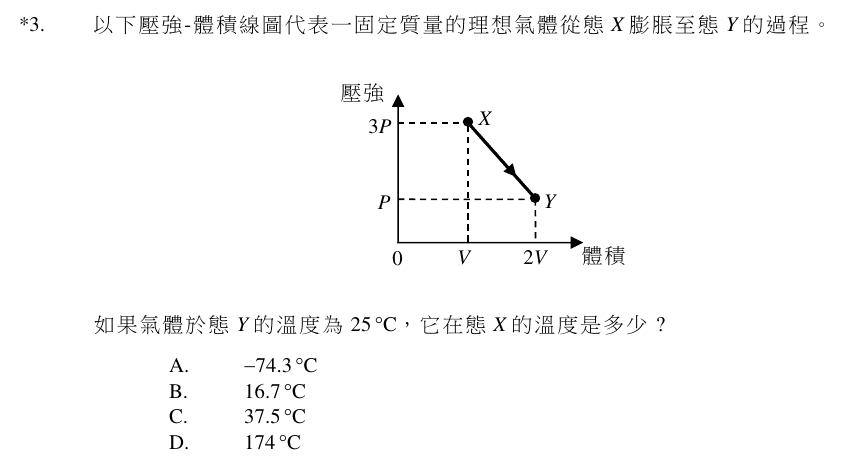 *3. 以下壓強-體積線圖代表一固定質量的理想氣體從態 X 膨脹至態 Y 的過程。
壓強
3P
X
P
Y
0
V
2V
體積
如果氣體於態 Y 的溫度為 25 °C，它在態 X 的溫度是多少？
A. –74.3 °C
B. 16.7 °C
C. 37.5 °C
D. 174 °C